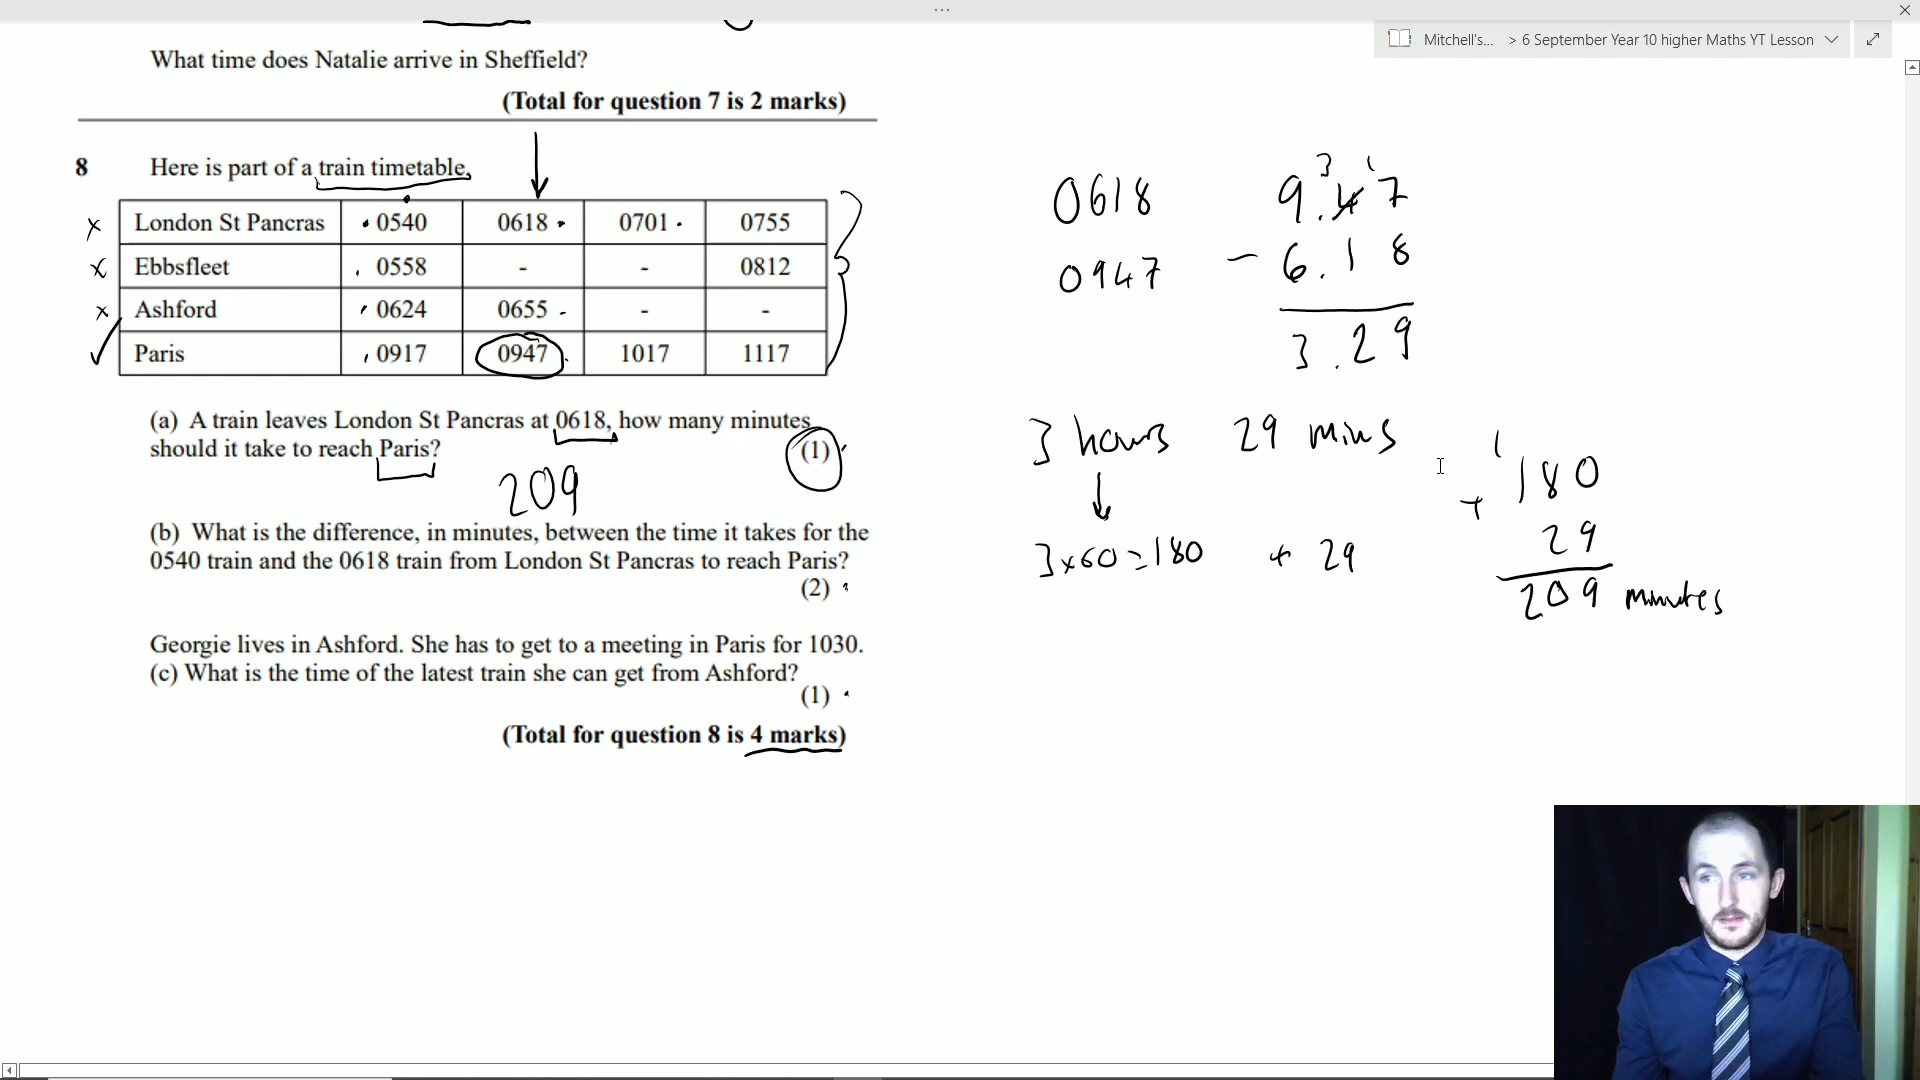 Mitchell's... > 6 September Year 10 higher Maths YT Lesson
What time does Natalie arrive in Sheffield?
(Total for question 7 is 2 marks)
8 Here is part of a train timetable.
London St Pancras 0540 0618 0701 0755
Ebbsfleet 0558 - - 0812
Ashford 0624 0655 - -
Paris 0917 0947 1017 1117
(a) A train leaves London St Pancras at 0618, how many minutes
should it take to reach Paris?
(1)
209
(b) What is the difference, in minutes, between the time it takes for the
0540 train and the 0618 train from London St Pancras to reach Paris?
(2)
Georgie lives in Ashford. She has to get to a meeting in Paris for 1030.
(c) What is the time of the latest train she can get from Ashford?
(1)
(Total for question 8 is 4 marks)
0618
0947
3 1
9.47
- 6.18
3.29
3 hours 29 mins
3x60=180 + 29
1
+ 180
29
209 minutes